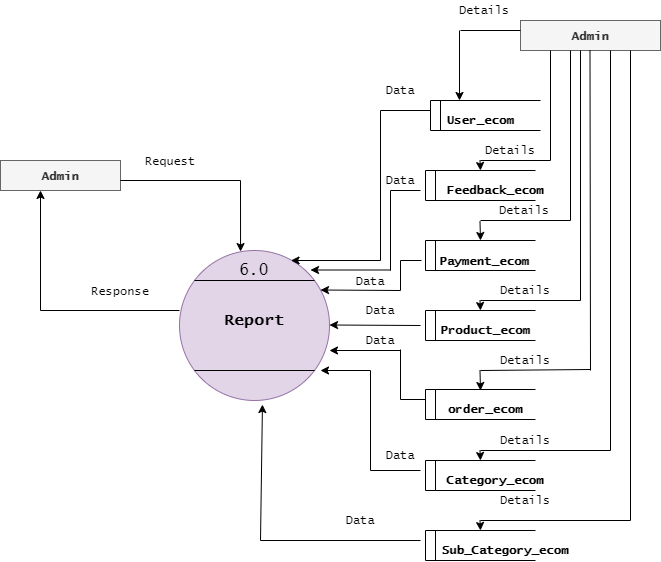 Details
Admin
Data
User_ecom
Details
Request
Admin
Data
Feedback_ecom
Details
6.0
Payment_ecom
Data
Response
Details
Data
Report
Product_ecom
Data
Details
order_ecom
Details
Data
Category_ecom
Details
Data
Sub_Category_ecom